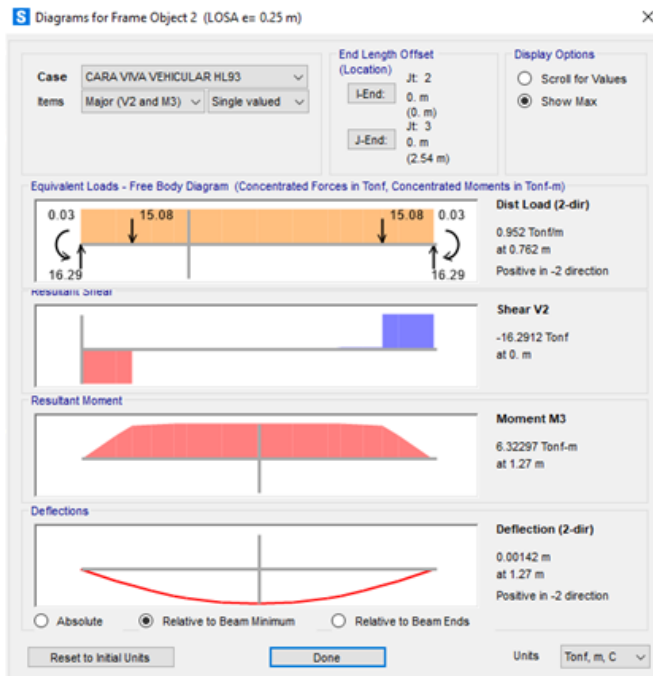 S Diagrams for Frame Object 2 (LOSA e= 0.25 m)
Case CARA VIVA VEHICULAR HL93
Items Major (V2 and M3) Single valued
End Length Offset
(Location)
I-End: Jt: 2
0. m
(0. m)
J-End: Jt: 3
0. m
(2.54 m)
Display Options
Scroll for Values
Show Max
Equivalent Loads - Free Body Diagram (Concentrated Forces in Tonf, Concentrated Moments in Tonf-m)
0.03 15.08 15.08 0.03
16.29 16.29
Dist Load (2-dir)
0.952 Tonf/m
at 0.762 m
Positive in -2 direction
Resultant Shear
Shear V2
-16.2912 Tonf
at 0. m
Resultant Moment
Moment M3
6.32297 Tonf-m
at 1.27 m
Deflections
Deflection (2-dir)
0.00142 m
at 1.27 m
Positive in -2 direction
Absolute Relative to Beam Minimum Relative to Beam Ends
Reset to Initial Units Done Units Tonf, m, C